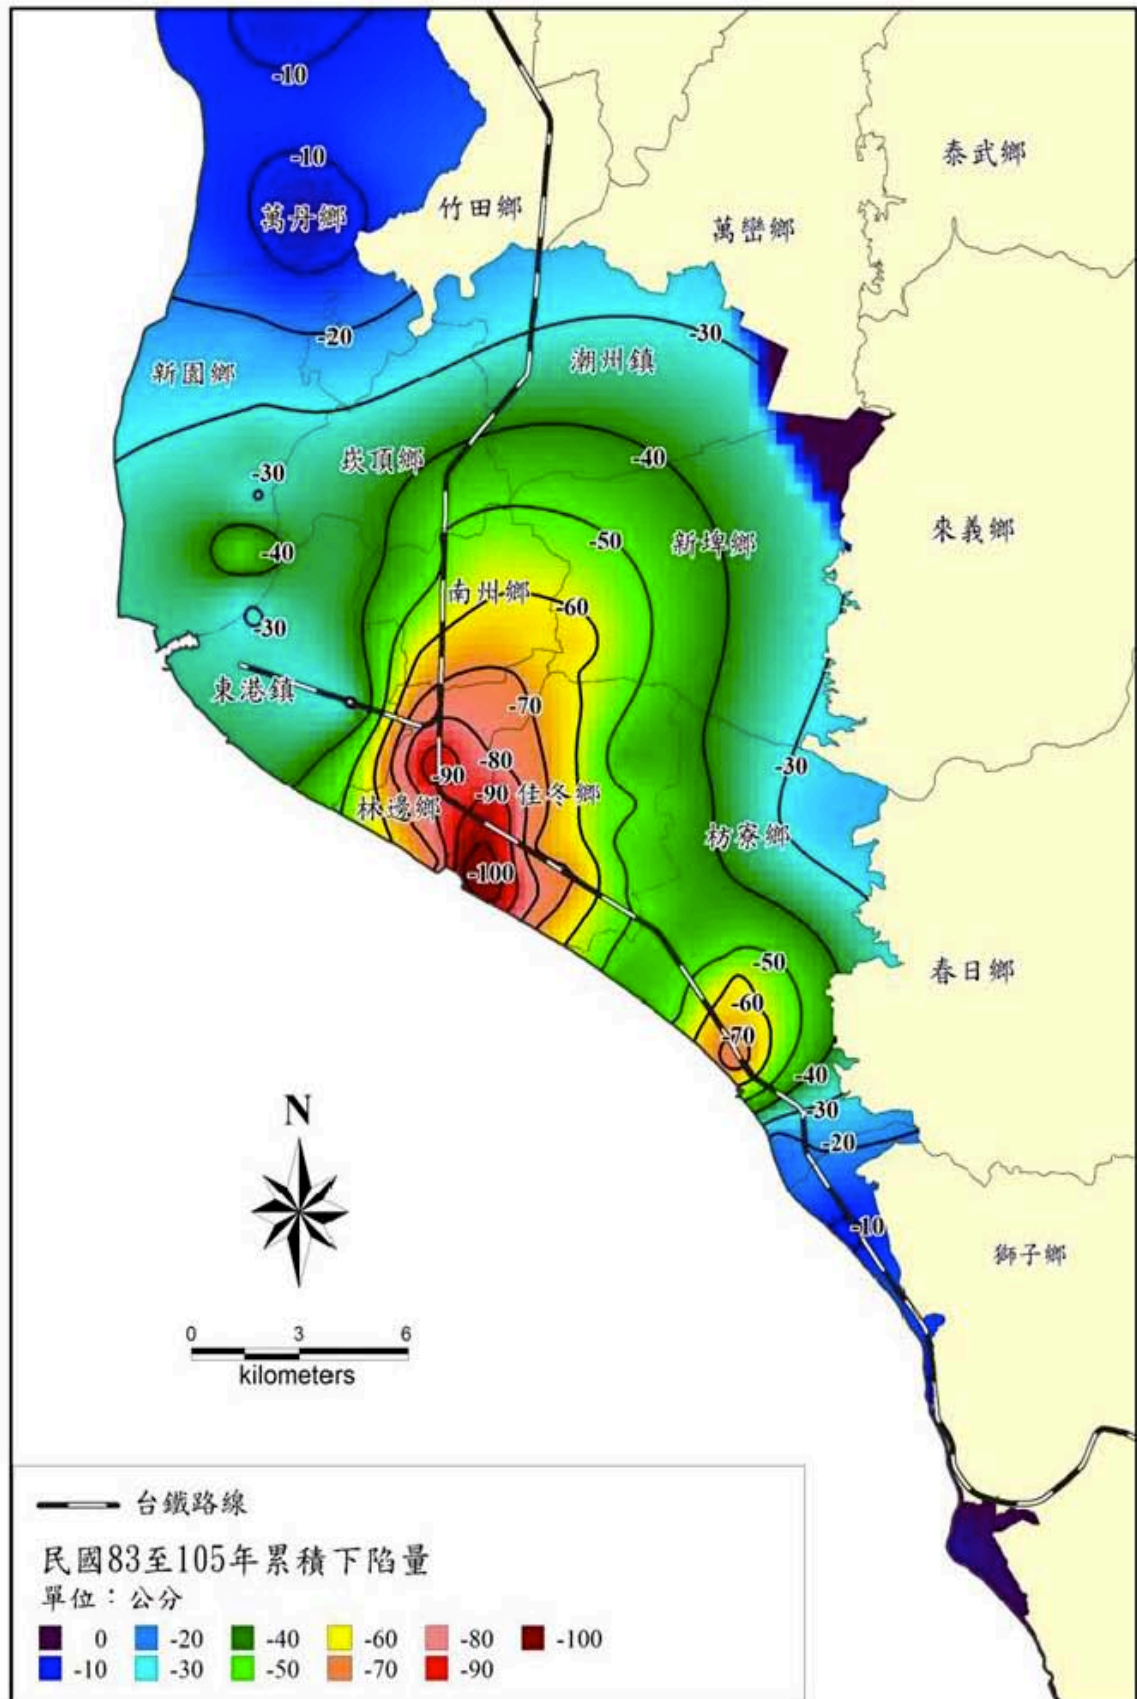 -10
-10
泰武鄉
萬丹鄉
竹田鄉
萬巒鄉
-20
-30
新園鄉
潮州鎮
崁頂鄉
-40
-30
來義鄉
-50
新埤鄉
-40
南州鄉
-60
-30
東港鎮
-70
-80
-30
-90
-90
佳冬鄉
林邊鄉
枋寮鄉
-100
-50
春日鄉
-60
-70
-40
-30
N
-20
-10
獅子鄉
0 3 6
kilometers
台鐵路線
民國83至105年累積下陷量
單位：公分
0 -20 -40 -60 -80 -100
-10 -30 -50 -70 -90